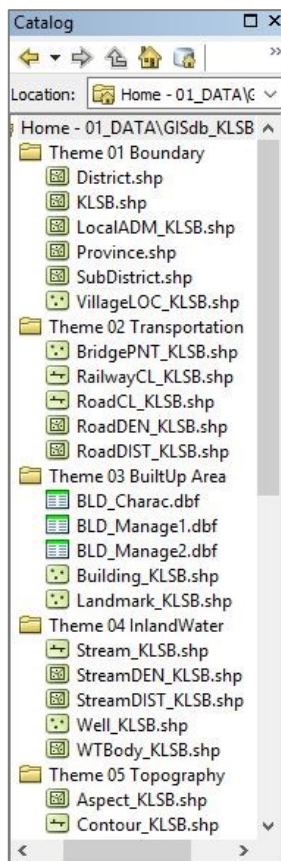 Catalog
Location: Home - 01_DATA\G
Home - 01_DATA\GISdb_KLSB
Theme 01 Boundary
District.shp
KLSB.shp
LocalADM_KLSB.shp
Province.shp
SubDistrict.shp
VillageLOC_KLSB.shp
Theme 02 Transportation
BridgePNT_KLSB.shp
RailwayCL_KLSB.shp
RoadCL_KLSB.shp
RoadDEN_KLSB.shp
RoadDIST_KLSB.shp
Theme 03 BuiltUp Area
BLD_Charac.dbf
BLD_Manage1.dbf
BLD_Manage2.dbf
Building_KLSB.shp
Landmark_KLSB.shp
Theme 04 InlandWater
Stream_KLSB.shp
StreamDEN_KLSB.shp
StreamDIST_KLSB.shp
Well_KLSB.shp
WTBody_KLSB.shp
Theme 05 Topography
Aspect_KLSB.shp
Contour_KLSB.shp